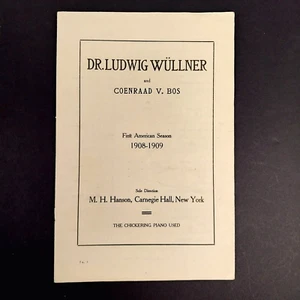 DR. LUDWIG WÜLLNER
and
COENRAAD V. BOS
First American Season
1908-1909
Sole Direction
M. H. Hanson, Carnegie Hall, New York
THE CHICKERING PIANO USED